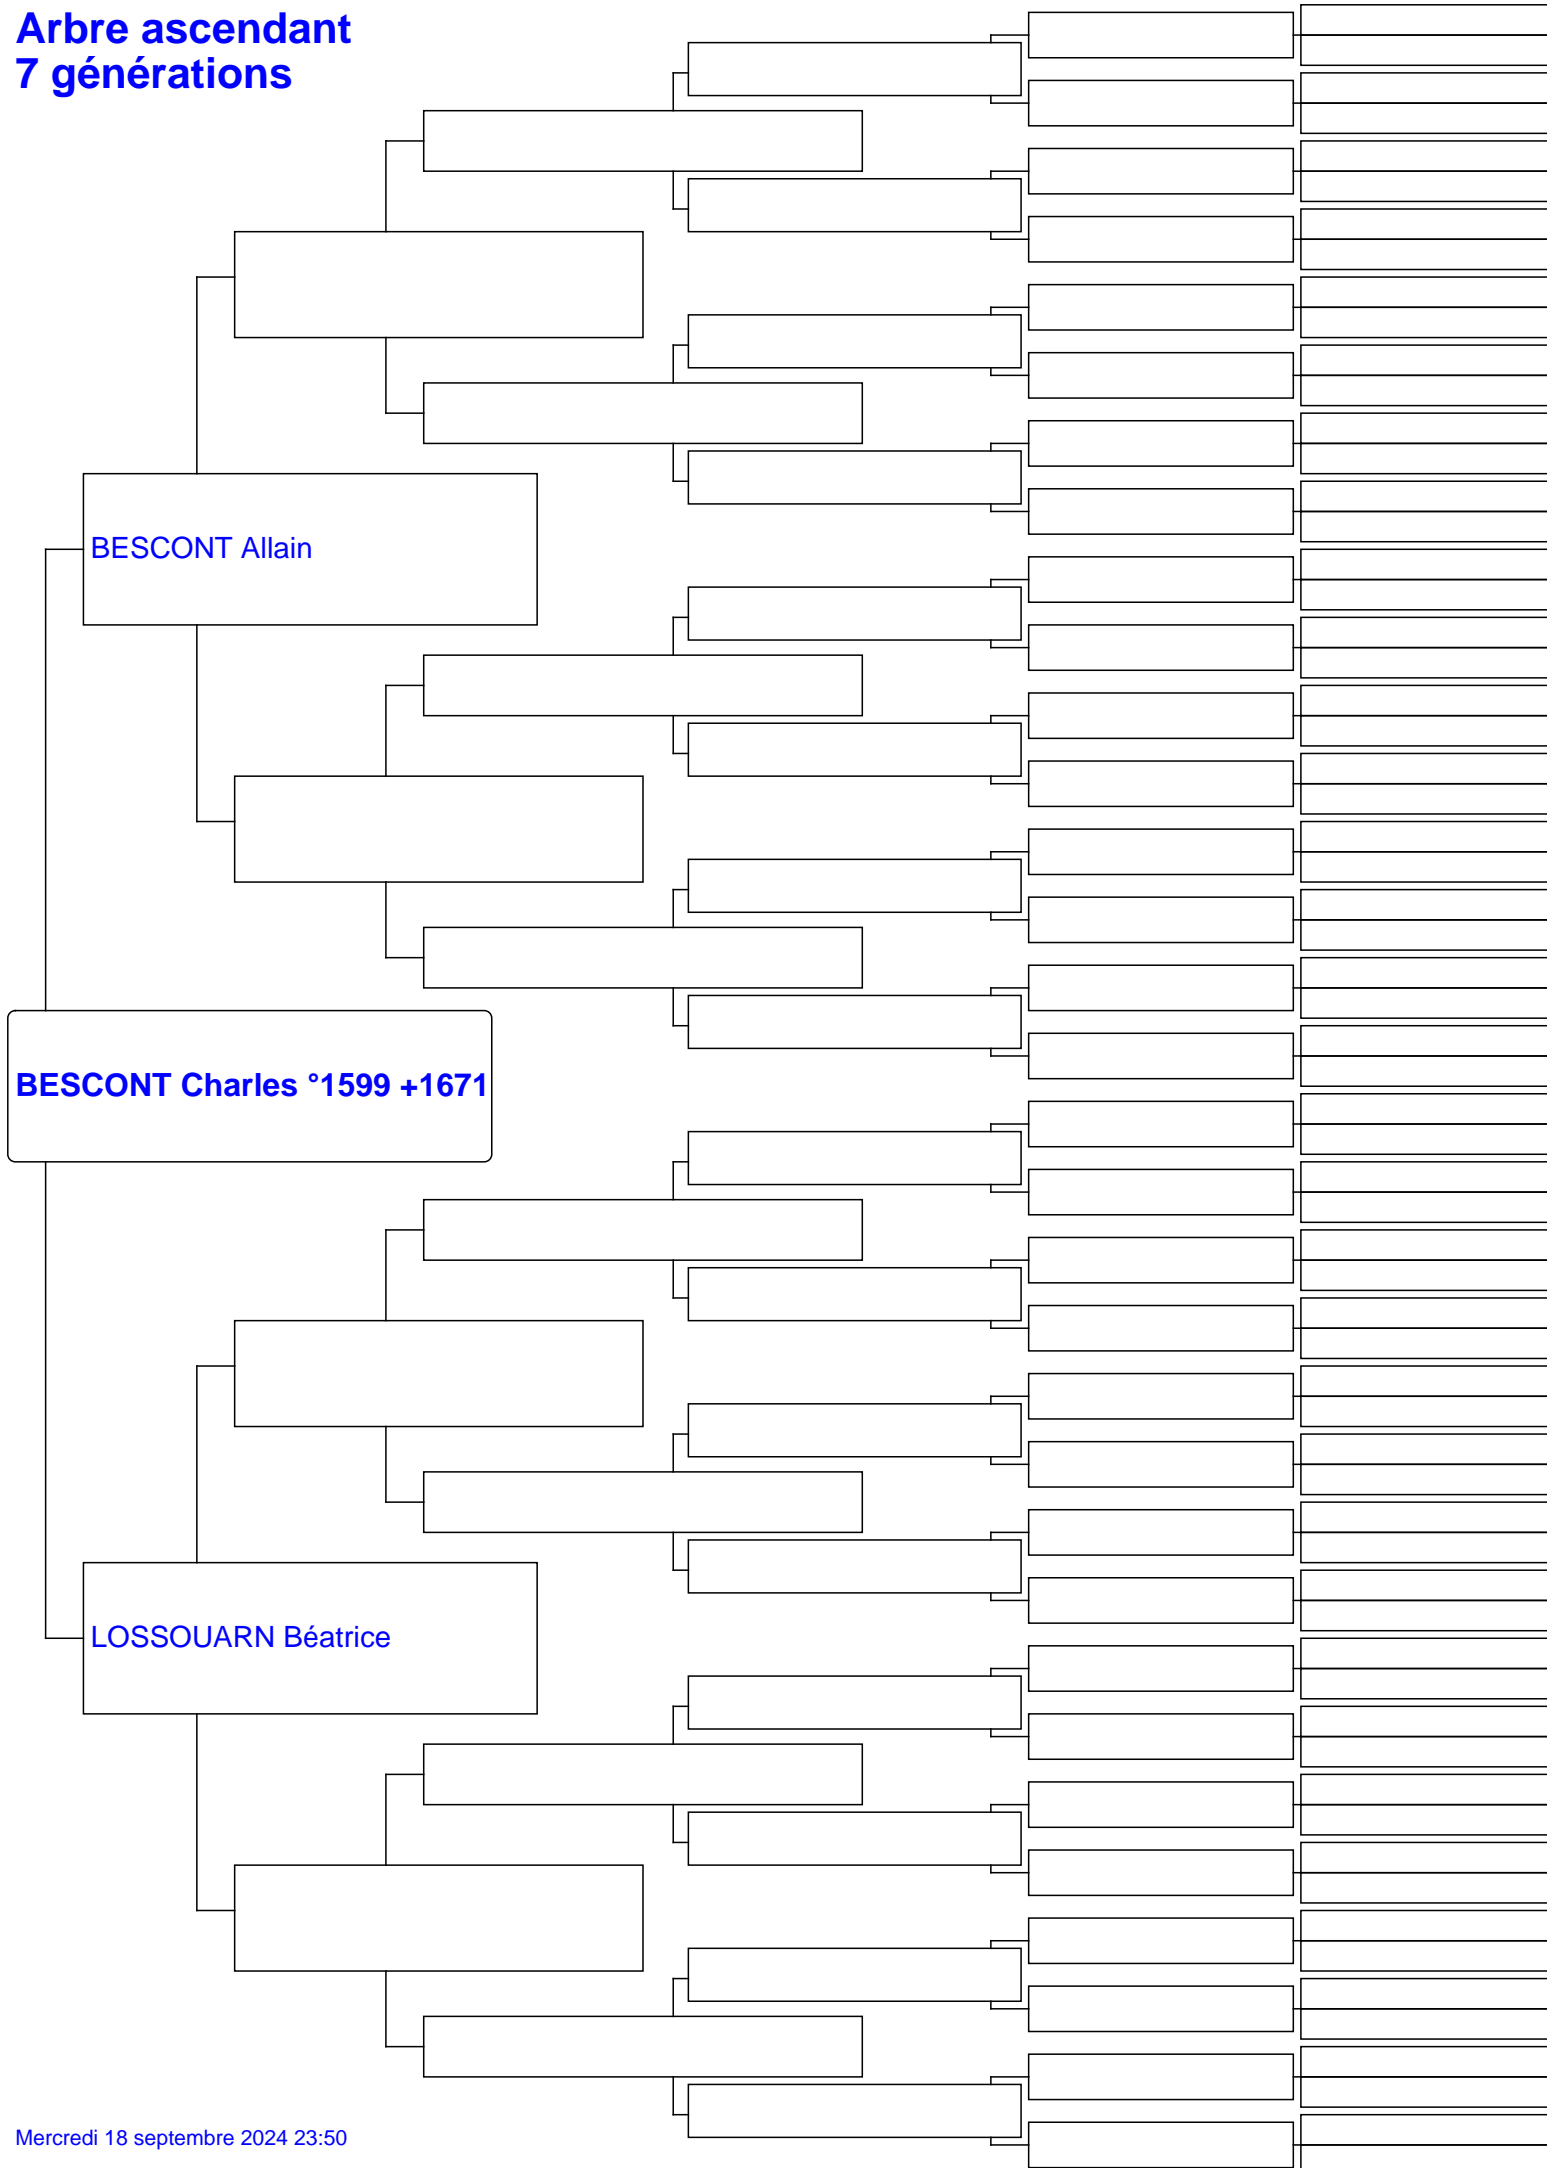 Arbre ascendant
7 générations
BESCONT Allain
BESCONT Charles °1599 +1671
LOSSOUARN Béatrice
Mercredi 18 septembre 2024 23:50